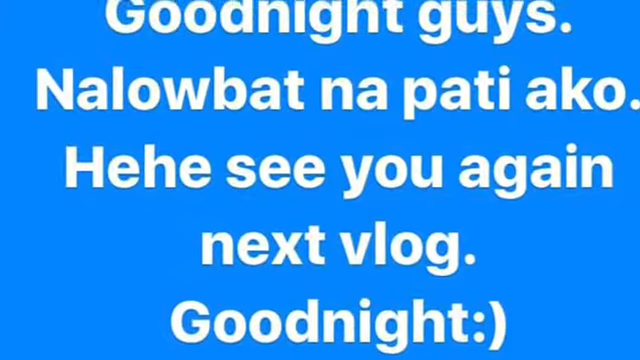 Goodnight guys.
Nalowbat na pati ako.
Hehe see you again
next vlog.
Goodnight:)